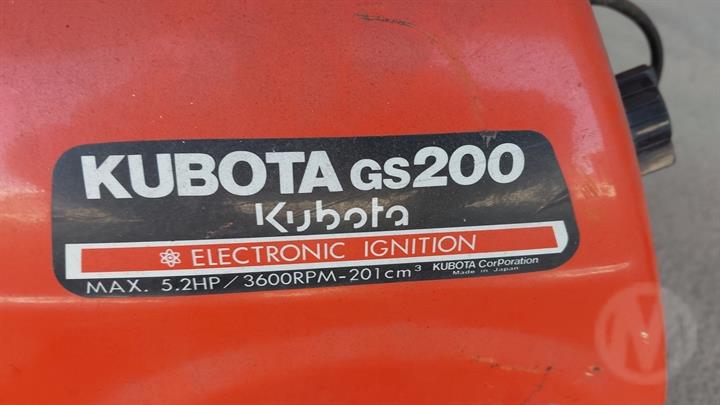 KUBOTA GS200
Kubota
ELECTRONIC IGNITION
MAX. 5.2HP/3600RPM-201cm³ KUBOTA CorPoration
Made in Japan
M